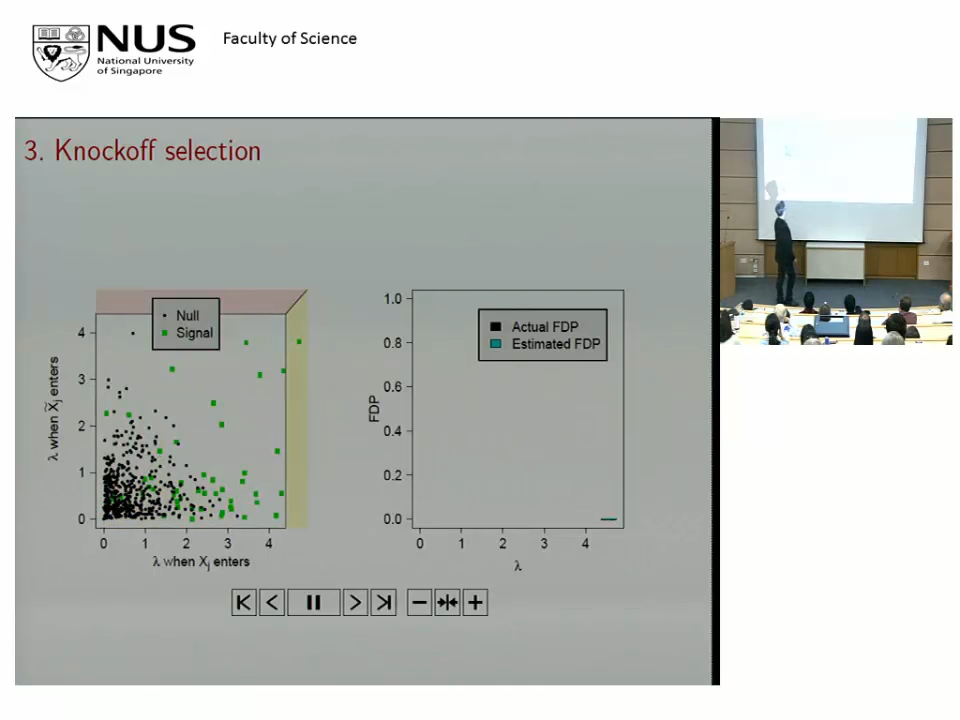 NUS
National University
of Singapore
Faculty of Science
3. Knockoff selection
Null
Signal
λ when X̃j enters
4
3
2
1
0
0 1 2 3 4
λ when Xj enters
Actual FDP
Estimated FDP
FDP
1.0
0.8
0.6
0.4
0.2
0.0
0 1 2 3 4
λ